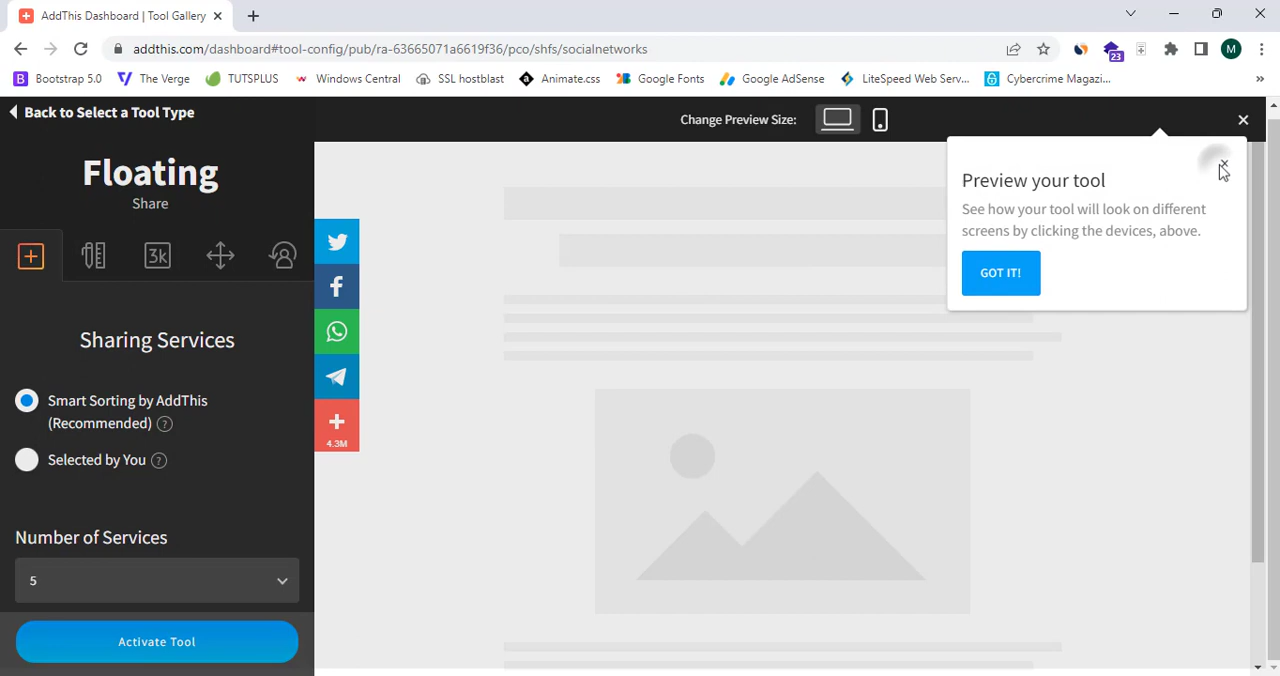 AddThis Dashboard | Tool Gallery
addthis.com/dashboard#tool-config/pub/ra-63665071a6619f36/pco/shfs/socialnetworks
M
Bootstrap 5.0
The Verge
TUTSPLUS
Windows Central
SSL hostblast
Animate.css
Google Fonts
Google AdSense
LiteSpeed Web Serv...
Cybercrime Magazi...
23
Back to Select a Tool Type
Change Preview Size:
Floating
Share
3k
Preview your tool
See how your tool will look on different
screens by clicking the devices, above.
GOT IT!
Sharing Services
Smart Sorting by AddThis
(Recommended) ?
Selected by You ?
4.3M
Number of Services
5
Activate Tool